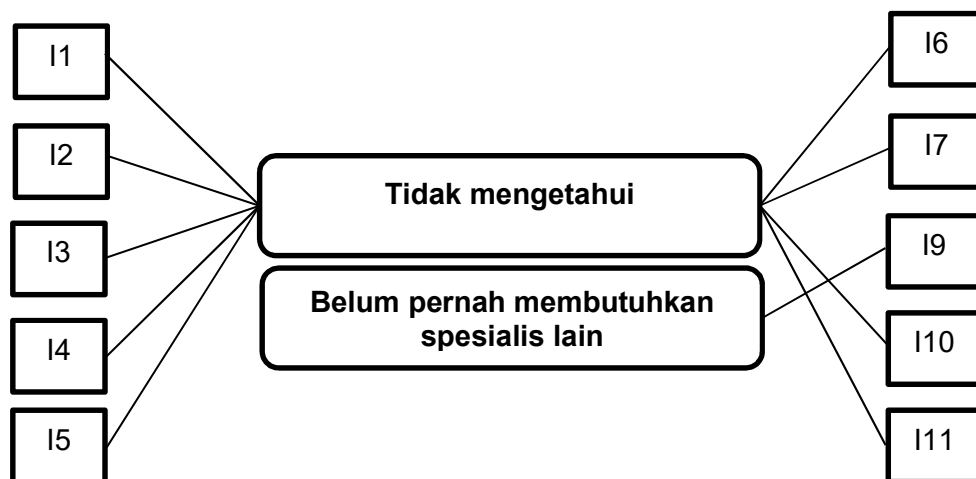 I1
I2
I3
I4
I5
Tidak mengetahui
Belum pernah membutuhkan
spesialis lain
I6
I7
I9
I10
I11